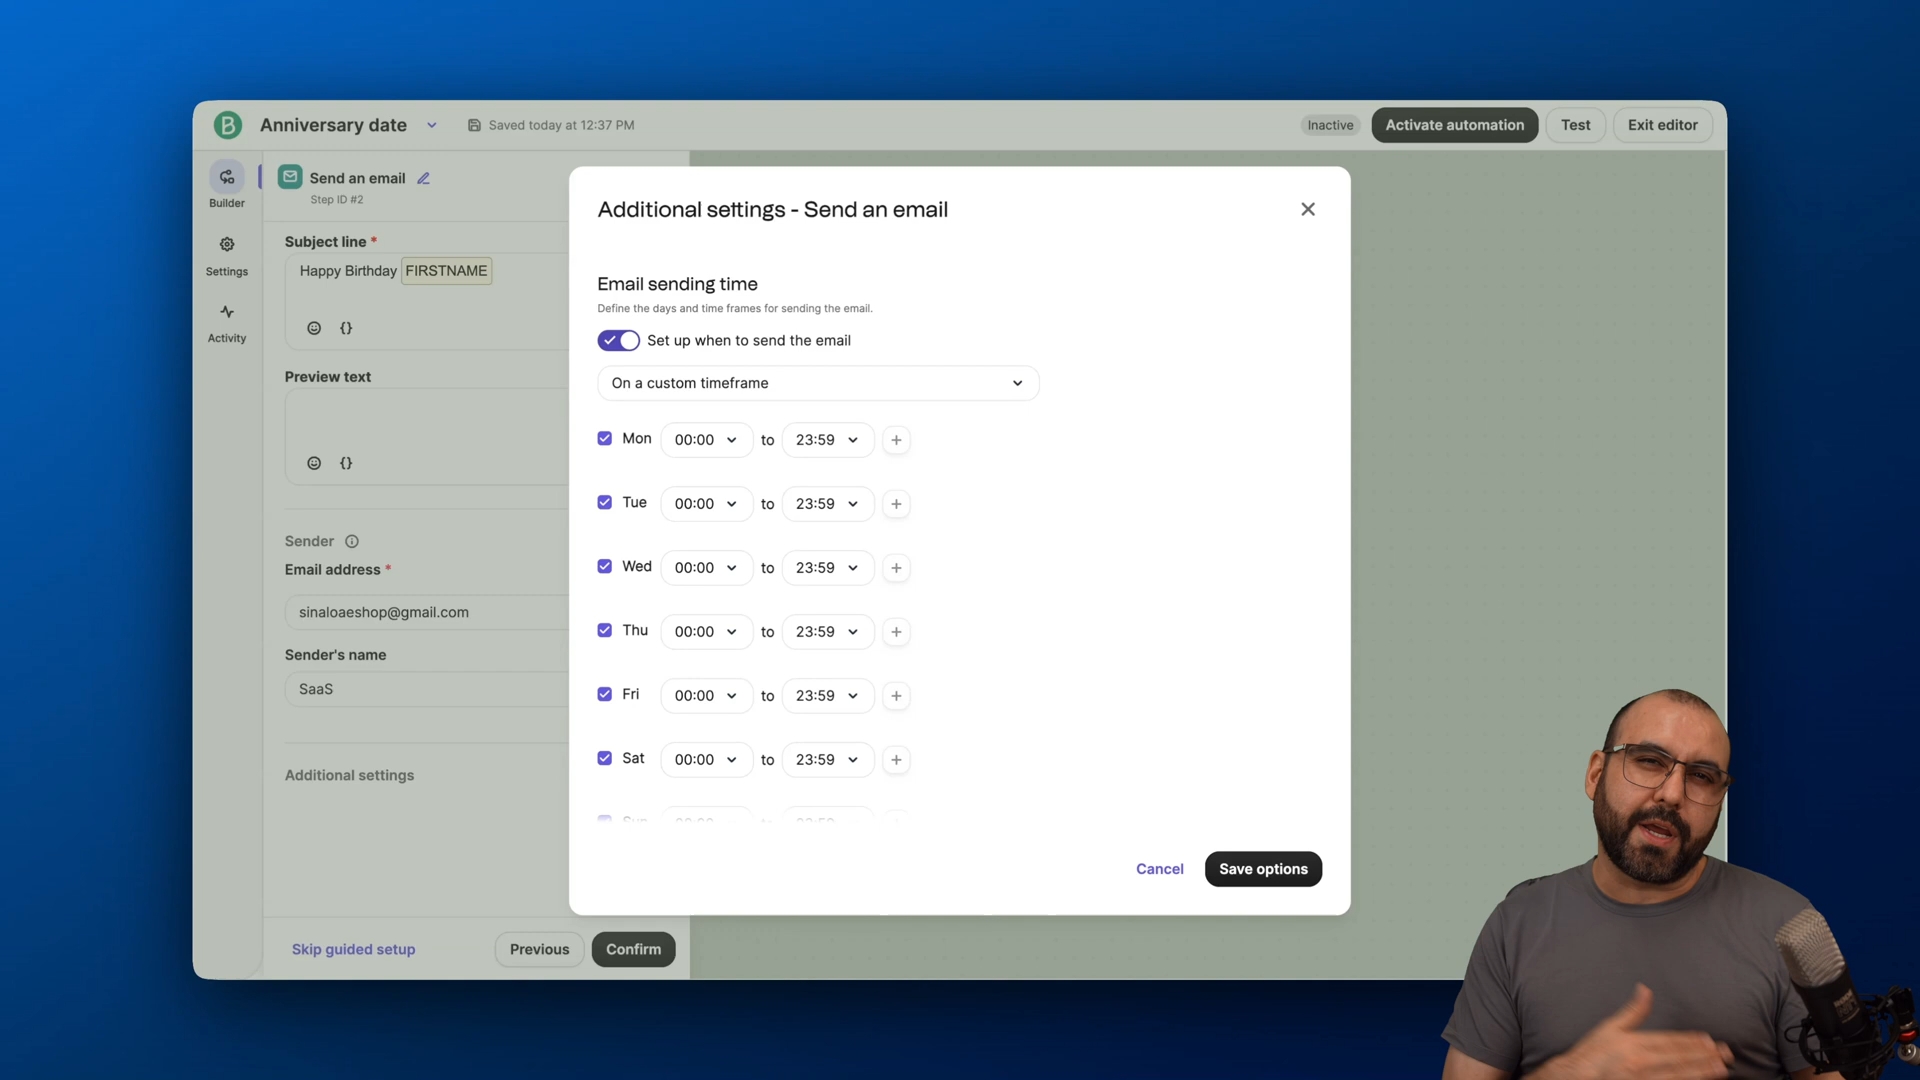 B Anniversary date
Saved today at 12:37 PM
Inactive
Activate automation
Test
Exit editor
Builder
Settings
Activity
Send an email
Step ID #2
Subject line *
Happy Birthday FIRSTNAME
{}
Preview text
{}
Sender
Email address *
sinaloaeshop@gmail.com
Sender's name
SaaS
Additional settings
Skip guided setup
Previous
Confirm
Additional settings - Send an email
Email sending time
Define the days and time frames for sending the email.
Set up when to send the email
On a custom timeframe
Mon 00:00 to 23:59 +
Tue 00:00 to 23:59 +
Wed 00:00 to 23:59 +
Thu 00:00 to 23:59 +
Fri 00:00 to 23:59 +
Sat 00:00 to 23:59 +
Cancel
Save options